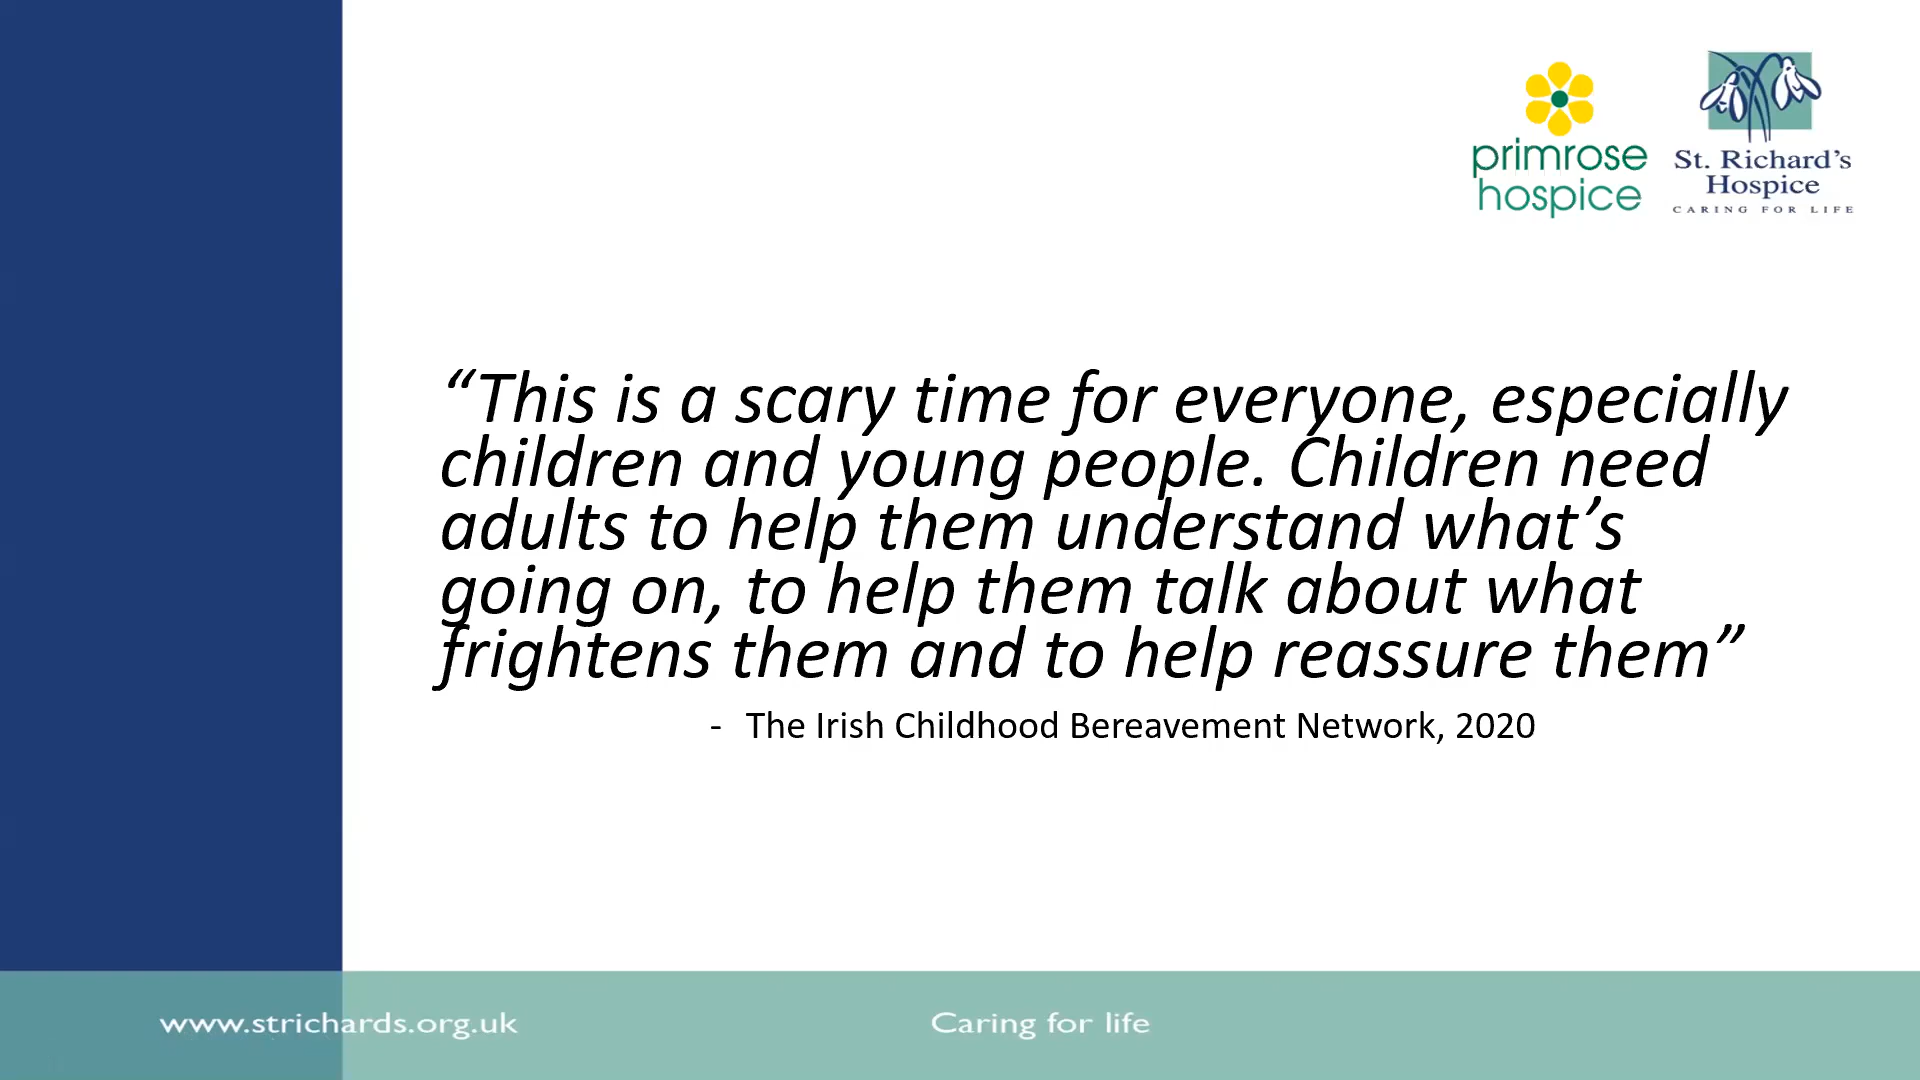 primrose
hospice
St. Richard's
Hospice
CARING FOR LIFE
“This is a scary time for everyone, especially
children and young people. Children need
adults to help them understand what’s
going on, to help them talk about what
frightens them and to help reassure them”
- The Irish Childhood Bereavement Network, 2020
www.strichards.org.uk
Caring for life